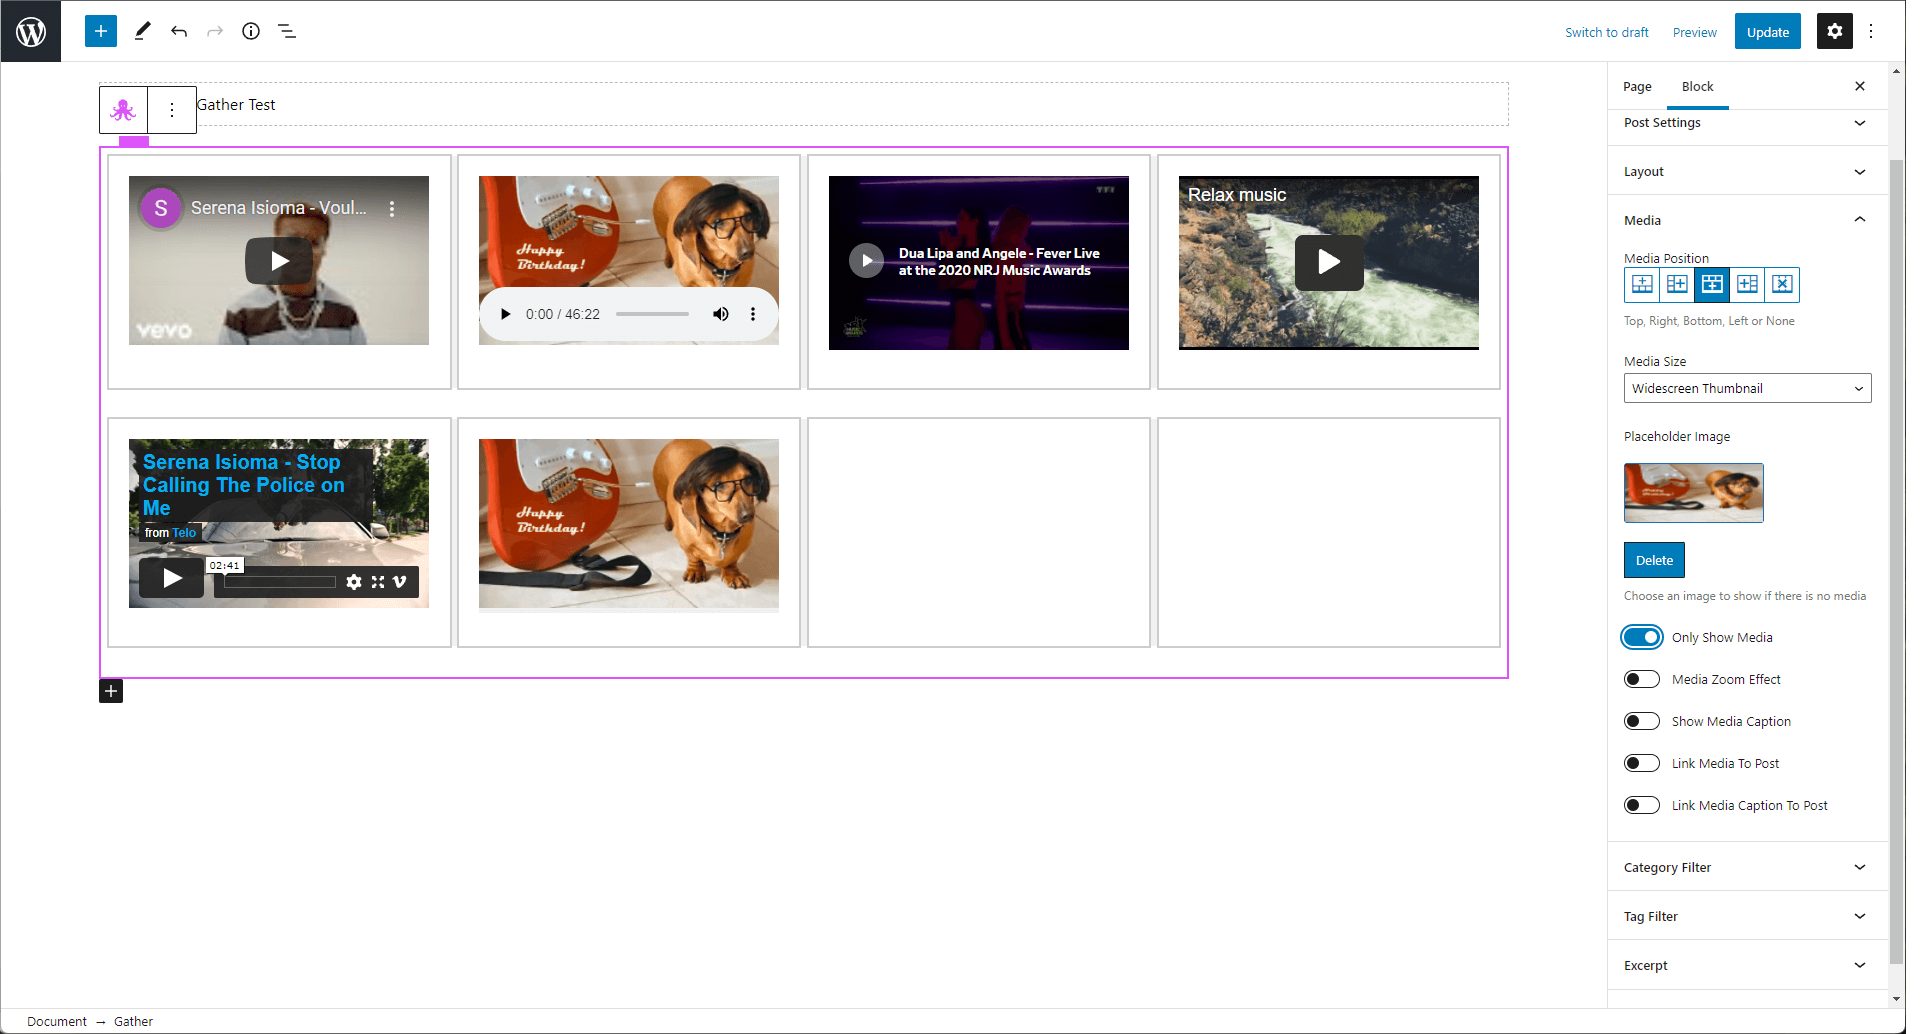 Switch to draft
Preview
Update
Gather Test
Page
Block
Post Settings
Layout
Media
Media Position
Top, Right, Bottom, Left or None
Media Size
Widescreen Thumbnail
Placeholder Image
Delete
Choose an image to show if there is no media
Only Show Media
Media Zoom Effect
Show Media Caption
Link Media To Post
Link Media Caption To Post
Category Filter
Tag Filter
Excerpt
S
Serena Isioma - Voul...
vevo
Happy
Birthday!
0:00 / 46:22
TF1
Dua Lipa and Angele - Fever Live
at the 2020 NRJ Music Awards
Relax music
Serena Isioma - Stop
Calling The Police on
Me
from Telo
02:41
Happy
Birthday!
Document → Gather